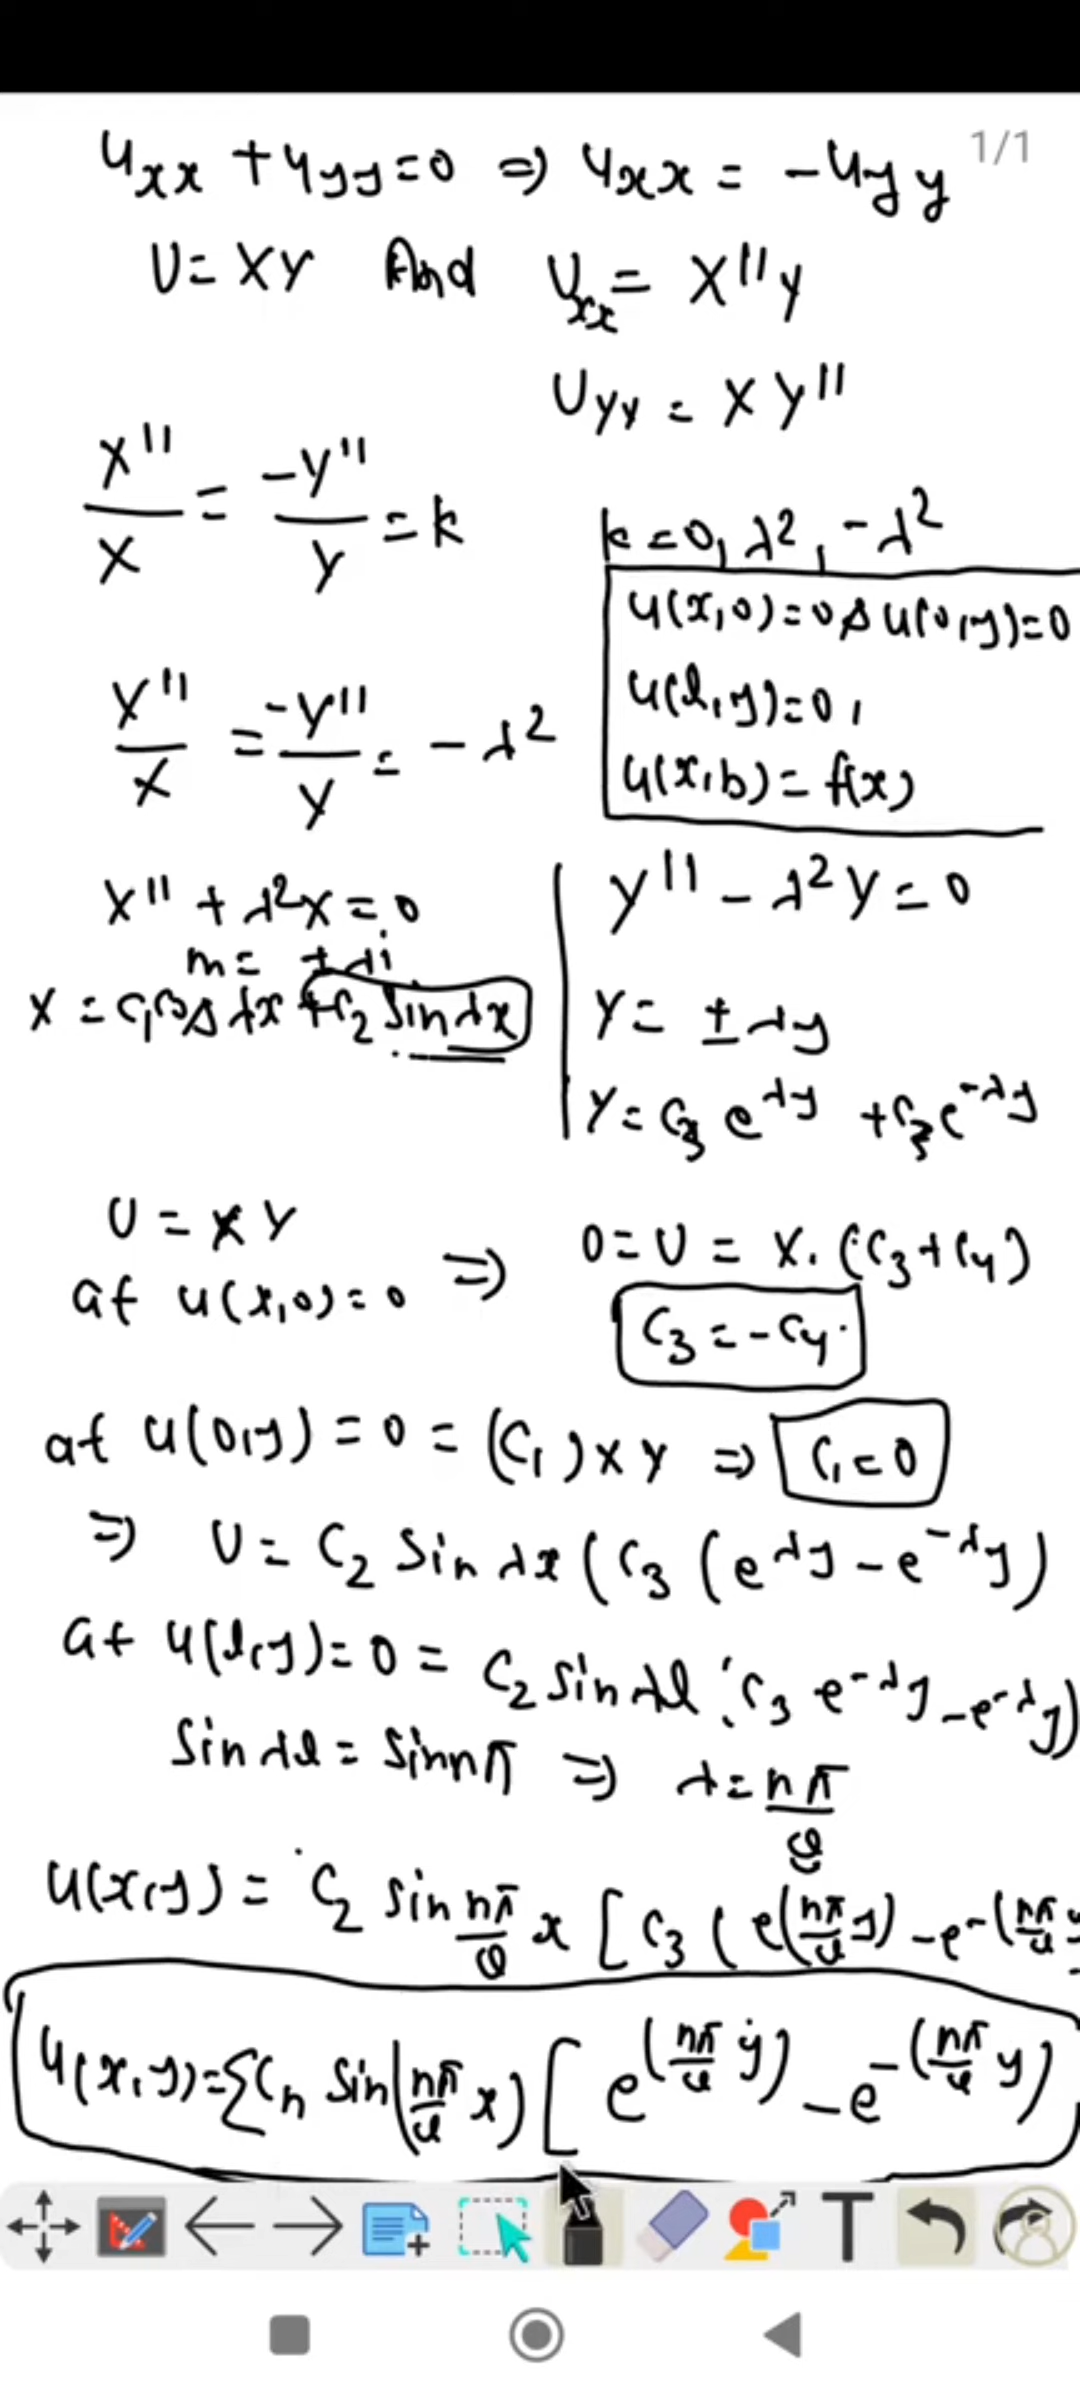 1/1
uxx + uyy = 0 ⇒ uxx = -uyy
U = XY And Uxx = X''Y
Uyy = XY''
X''/X = -Y''/Y = k
k = 0, λ², -λ²
u(x,0)=0 & u(0,y)=0
u(l,y)=0,
u(x,b) = f(x)
X''/X = -Y''/Y = -λ²
X'' + λ²X = 0
m = ±λi
X = C₁ cos λx + C₂ sin λx
Y'' - λ²Y = 0
Y = ±λy
Y = C₃ e^λy + C₃ e^-λy
U = XY
at u(x,0)=0 ⇒ 0 = U = X.(C₃+C₄)
C₃ = -C₄.
at u(0,y) = 0 = (C₁) x Y ⇒ C₁ = 0
⇒ U = C₂ Sin λx (C₃ (e^λy - e^-λy)
at u(l,y)=0 = C₂ Sin λl (C₃ e^-λy - e^-λy)
Sin λl = Sin nπ ⇒ λ = nπ/l
u(x,y) = C₂ Sin nπ/l x [C₃ (e^(nπ/l y) - e^-(nπ/l y
u(x,y)=Σ Cn Sin(nπ/l x) [e^(nπ/l y) - e^-(nπ/l y)
T